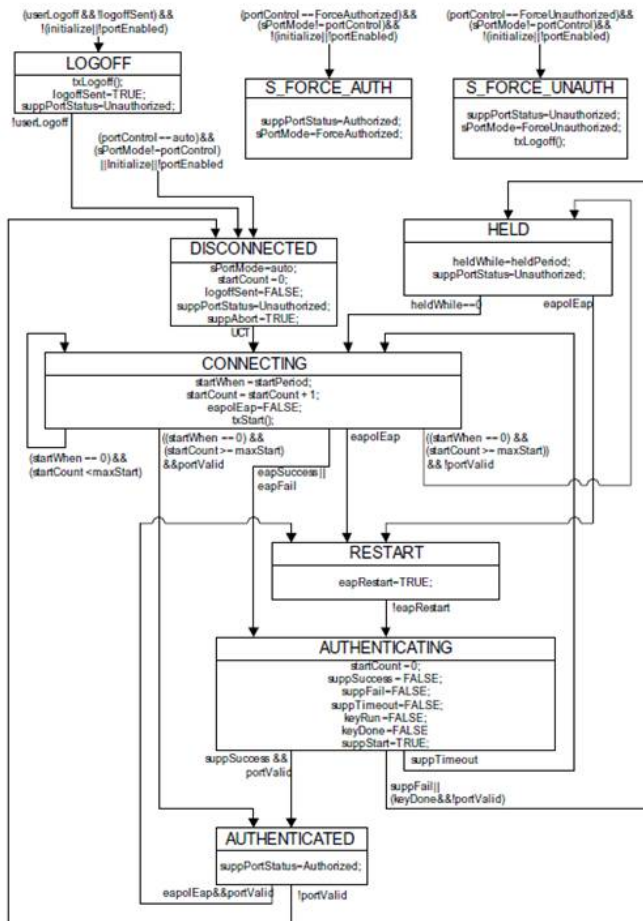 (userLogoff && !logoffSent) &&
!(initialize||!portEnabled)
(portControl==ForceAuthorized)&&
(sPortMode!=portControl)&&
!(initialize||!portEnabled)
(portControl==ForceUnauthorized)&&
(sPortMode!=portControl)&&
!(initialize||!portEnabled)
LOGOFF
txLogoff();
logoffSent=TRUE;
suppPortStatus=Unauthorized;
S_FORCE_AUTH
suppPortStatus=Authorized;
sPortMode=ForceAuthorized;
S_FORCE_UNAUTH
suppPortStatus=Unauthorized;
sPortMode=ForceUnauthorized;
txLogoff();
!userLogoff
(portControl==auto)&&
(sPortMode!=portControl)
||Initialize||!portEnabled
DISCONNECTED
sPortMode=auto;
startCount=0;
logoffSent=FALSE;
suppPortStatus=Unauthorized;
suppAbort=TRUE;
HELD
heldWhile=heldPeriod;
suppPortStatus=Unauthorized;
UCT
heldWhile==0
eapolEap
CONNECTING
startWhen=startPeriod;
startCount=startCount + 1;
eapolEap=FALSE;
txStart();
(startWhen == 0) &&
(startCount <maxStart)
((startWhen == 0) &&
(startCount >= maxStart)
&&portValid
eapSuccess||
eapFail
eapolEap
((startWhen == 0) &&
(startCount >= maxStart))
&& !portValid
RESTART
eapRestart=TRUE;
!eapRestart
AUTHENTICATING
startCount=0;
suppSuccess=FALSE;
suppFail=FALSE;
suppTimeout=FALSE;
keyRun=FALSE;
keyDone=FALSE
suppStart=TRUE;
suppSuccess &&
portValid
suppTimeout
suppFail||
(keyDone&&!portValid)
AUTHENTICATED
suppPortStatus=Authorized;
eapolEap&&portValid
!portValid